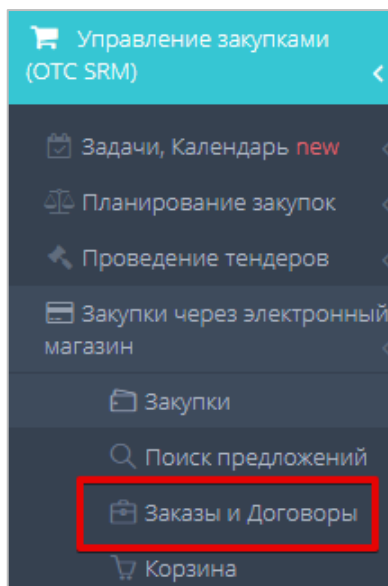 Управление закупками
(ОТС SRM)
Задачи, Календарь new
Планирование закупок
Проведение тендеров
Закупки через электронный
магазин
Закупки
Поиск предложений
Заказы и Договоры
Корзина